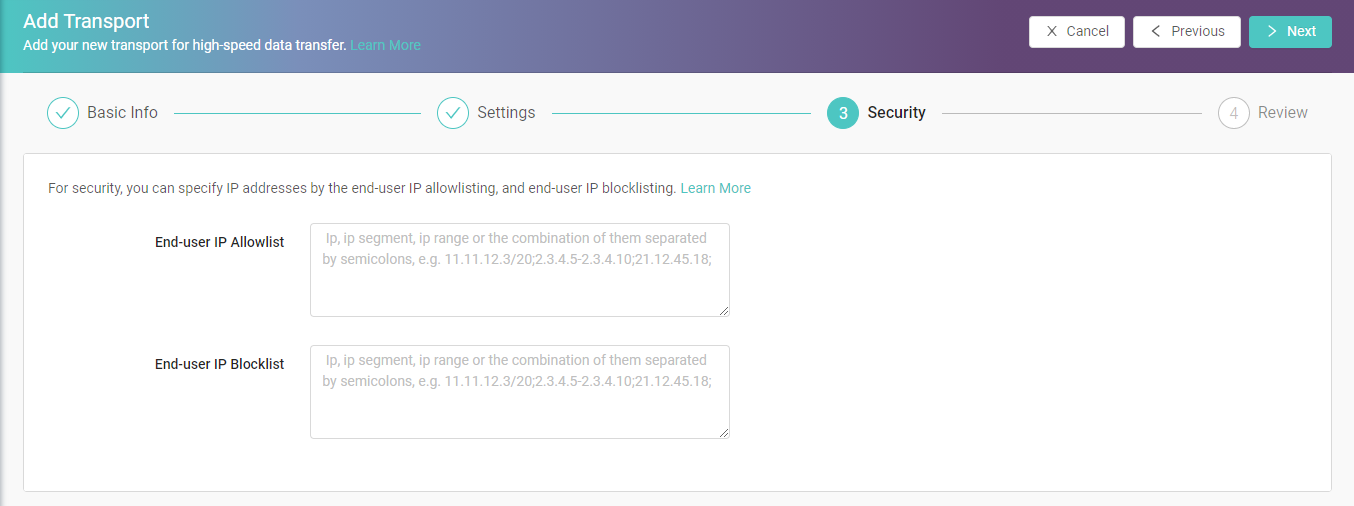 Add Transport
Add your new transport for high-speed data transfer. Learn More
Cancel
Previous
Next
Basic Info
Settings
3 Security
4 Review
For security, you can specify IP addresses by the end-user IP allowlisting, and end-user IP blocklisting. Learn More
End-user IP Allowlist
Ip, ip segment, ip range or the combination of them separated
by semicolons, e.g. 11.11.12.3/20;2.3.4.5-2.3.4.10;21.12.45.18;
End-user IP Blocklist
Ip, ip segment, ip range or the combination of them separated
by semicolons, e.g. 11.11.12.3/20;2.3.4.5-2.3.4.10;21.12.45.18;